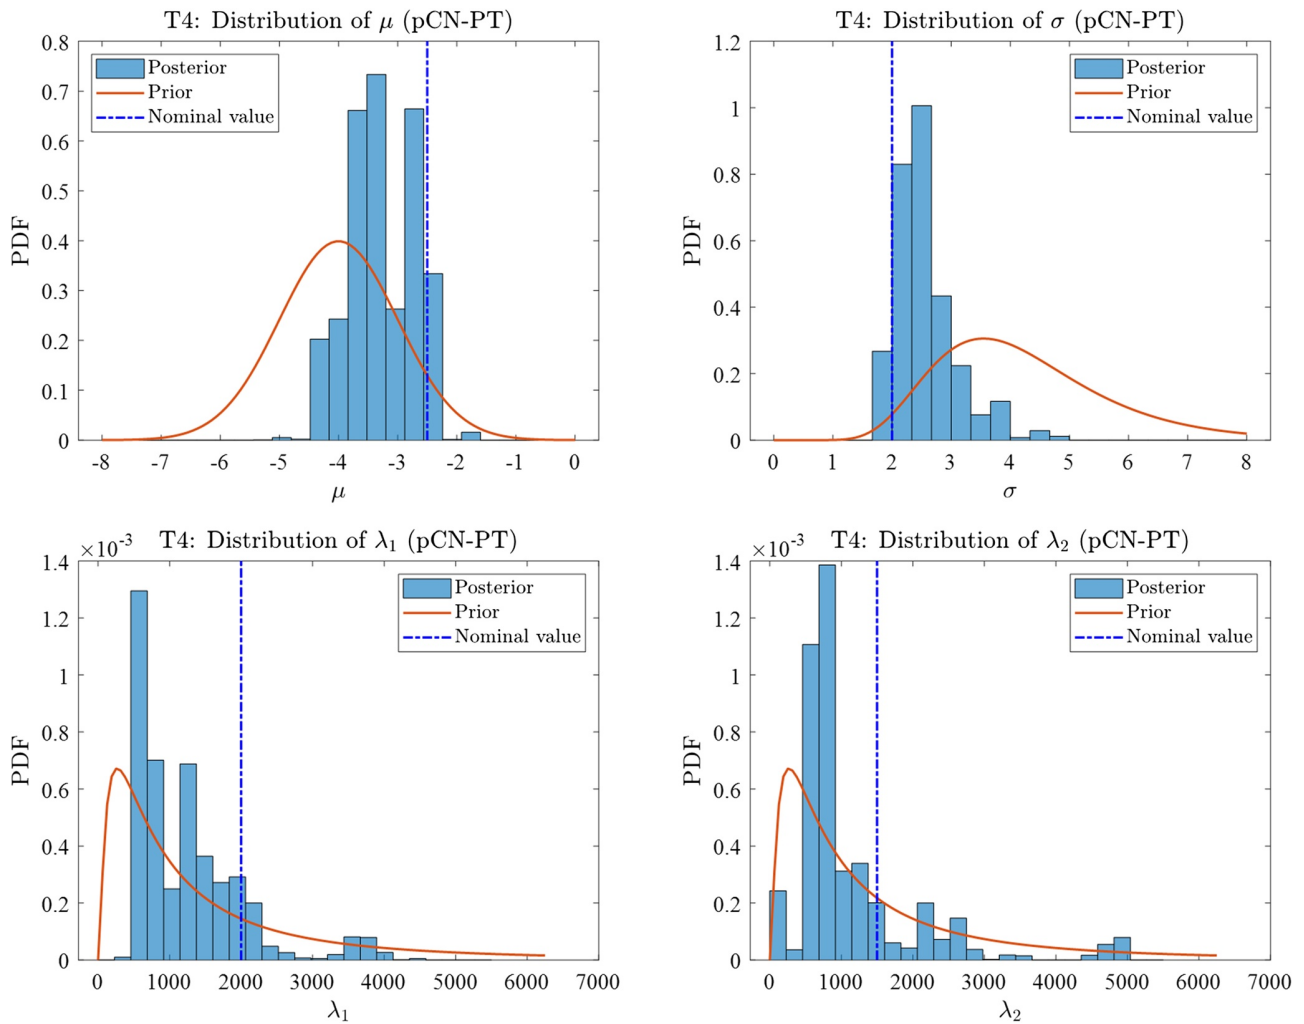 T4: Distribution of μ (pCN-PT)
0.8
0.7
0.6
0.5
0.4
0.3
0.2
0.1
0
PDF
Posterior
Prior
Nominal value
-8 -7 -6 -5 -4 -3 -2 -1 0
μ
T4: Distribution of σ (pCN-PT)
1.2
1
0.8
0.6
0.4
0.2
0
PDF
Posterior
Prior
Nominal value
0 1 2 3 4 5 6 7 8
σ
T4: Distribution of λ₁ (pCN-PT)
×10⁻³
1.4
1.2
1
0.8
0.6
0.4
0.2
0
PDF
Posterior
Prior
Nominal value
0 1000 2000 3000 4000 5000 6000 7000
λ₁
T4: Distribution of λ₂ (pCN-PT)
×10⁻³
1.4
1.2
1
0.8
0.6
0.4
0.2
0
PDF
Posterior
Prior
Nominal value
0 1000 2000 3000 4000 5000 6000 7000
λ₂